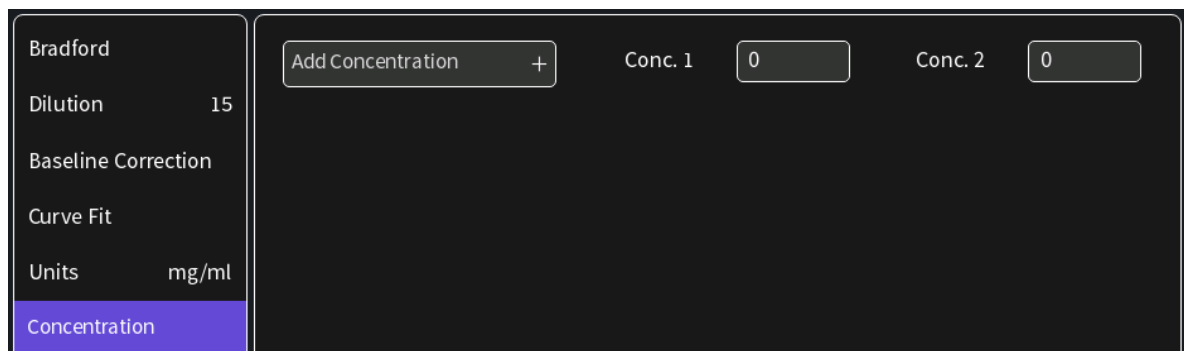 Bradford
Dilution 15
Baseline Correction
Curve Fit
Units mg/ml
Concentration
Add Concentration +
Conc. 1 0
Conc. 2 0